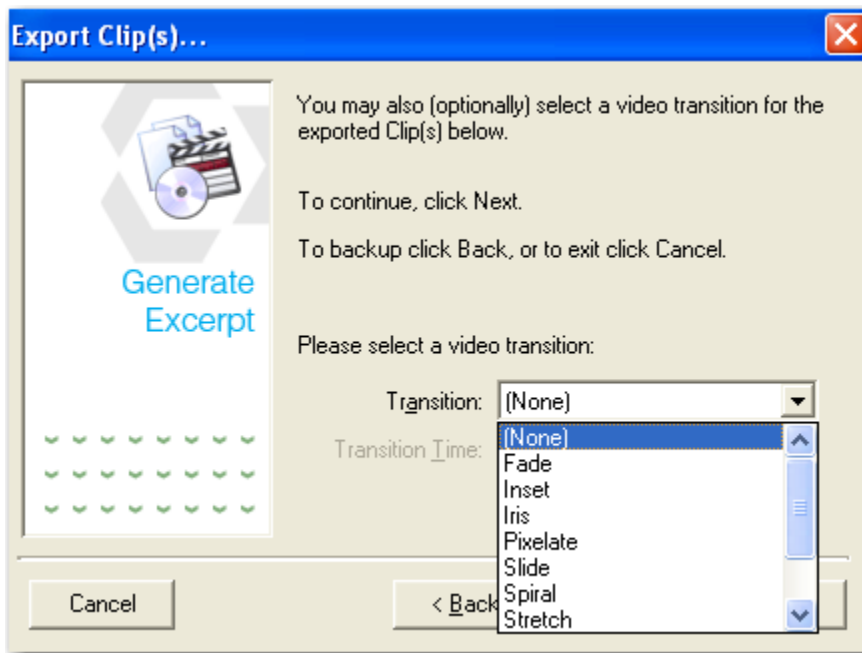 Export Clip(s)...
You may also (optionally) select a video transition for the
exported Clip(s) below.
To continue, click Next.
To backup click Back, or to exit click Cancel.
Generate
Excerpt
Please select a video transition:
Transition: (None)
Transition Time:
(None)
Fade
Inset
Iris
Pixelate
Slide
Spiral
Stretch
Cancel
< Back